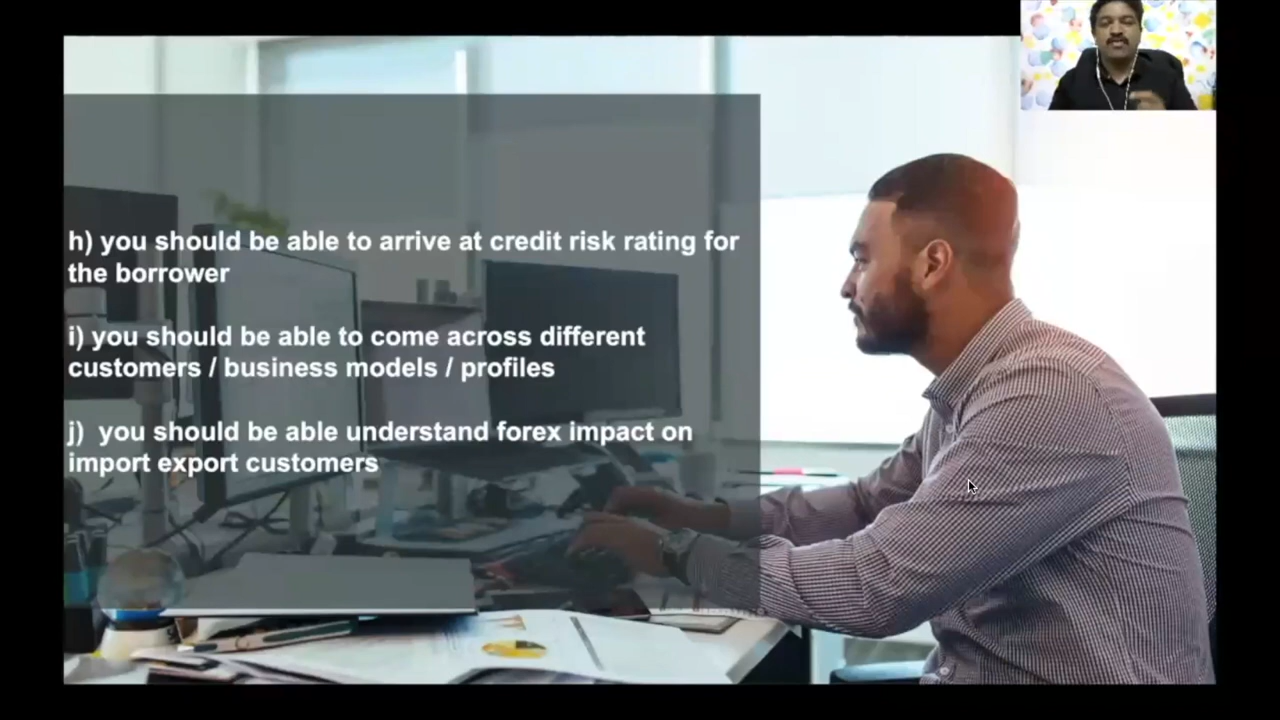 h) you should be able to arrive at credit risk rating for
the borrower
i) you should be able to come across different
customers / business models / profiles
j)  you should be able understand forex impact on
import export customers